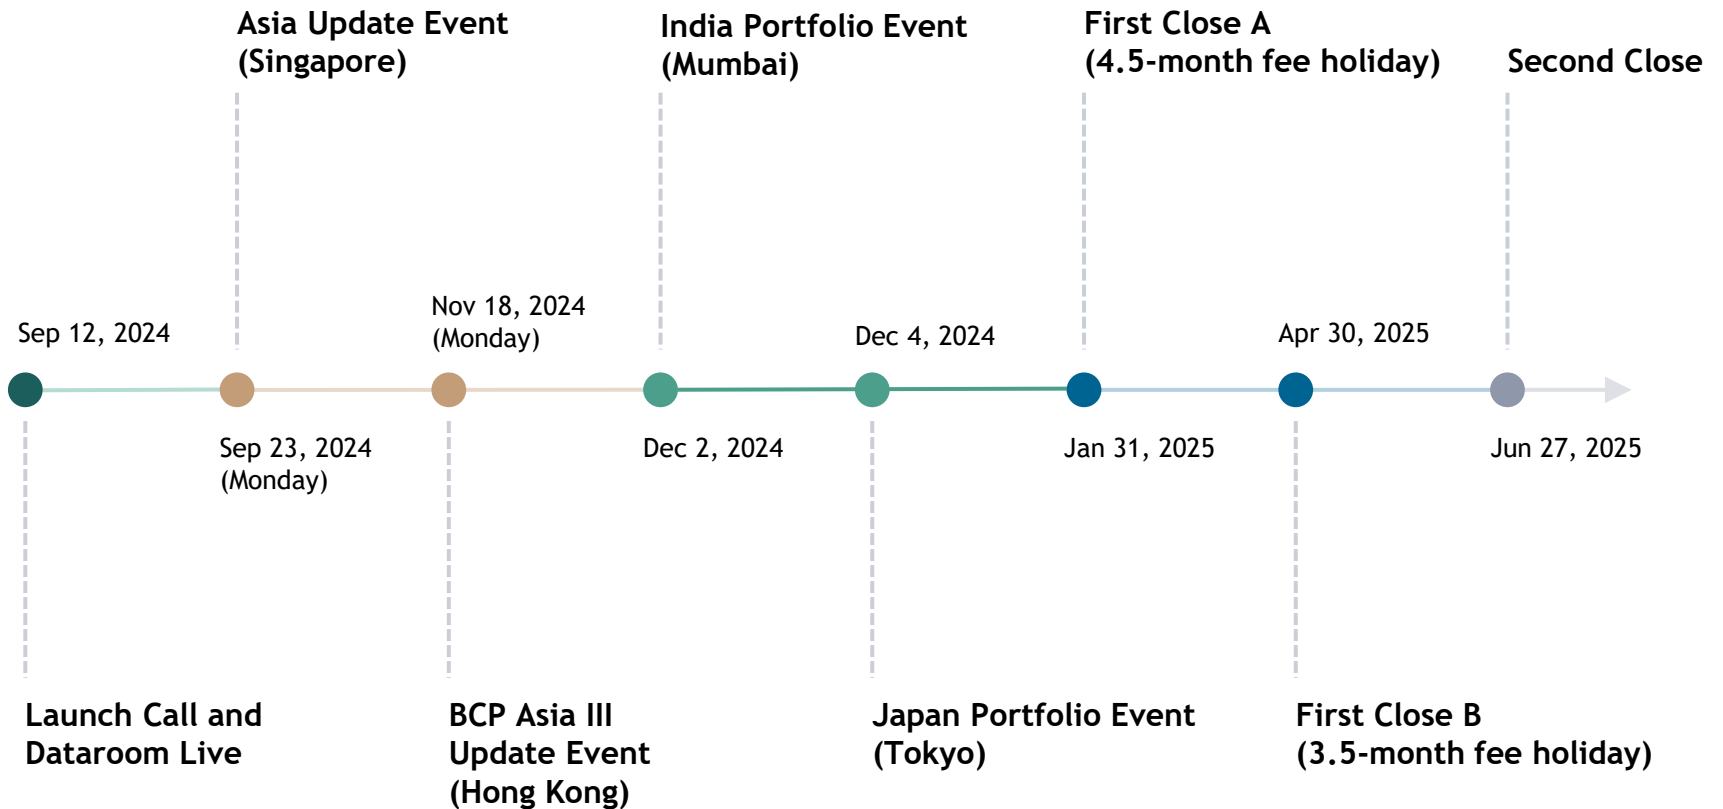 Asia Update Event
(Singapore)
India Portfolio Event
(Mumbai)
First Close A
(4.5-month fee holiday)
Second Close
Sep 12, 2024
Nov 18, 2024
(Monday)
Dec 4, 2024
Apr 30, 2025
Sep 23, 2024
(Monday)
Dec 2, 2024
Jan 31, 2025
Jun 27, 2025
Launch Call and
Dataroom Live
BCP Asia III
Update Event
(Hong Kong)
Japan Portfolio Event
(Tokyo)
First Close B
(3.5-month fee holiday)